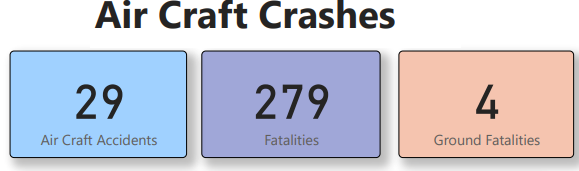 Air Craft Crashes
29 279 4
Air Craft Accidents Fatalities Ground Fatalities